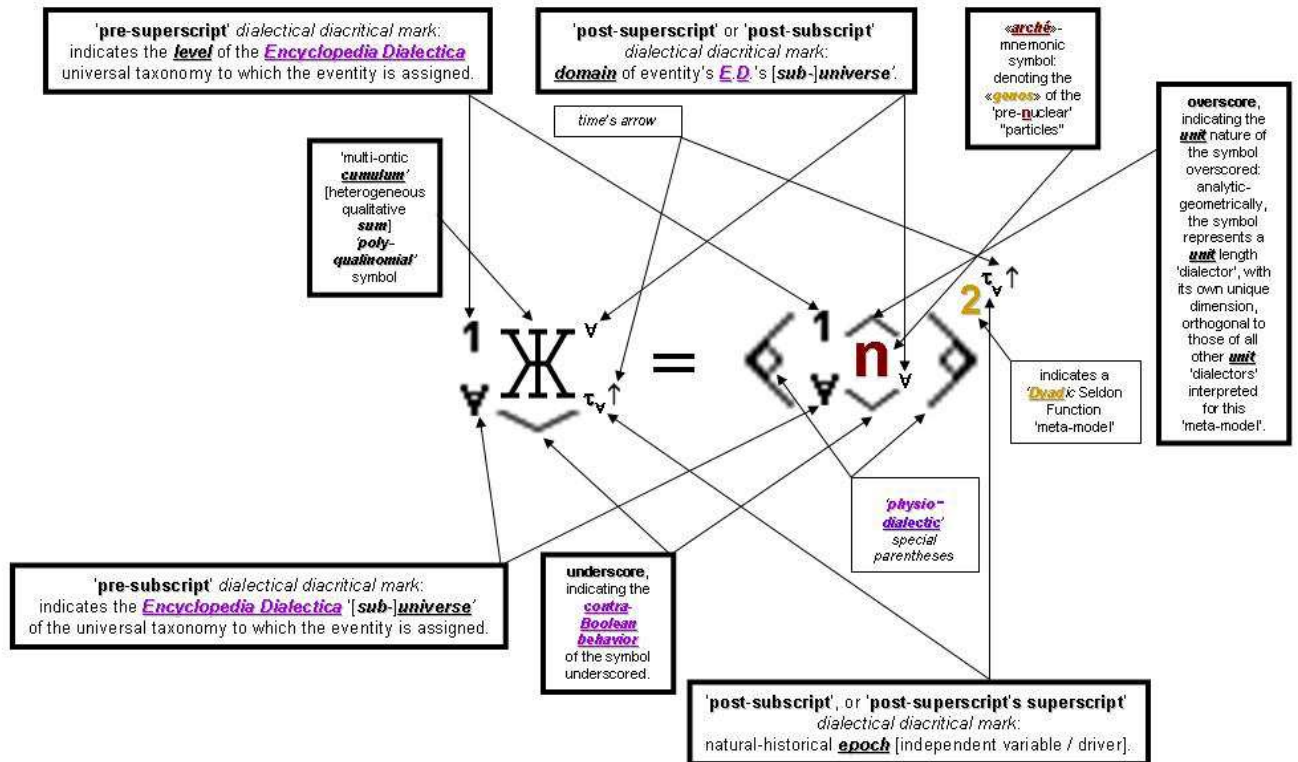 'pre-superscript' dialectical diacritical mark:
indicates the level of the Encyclopedia Dialectica
universal taxonomy to which the eventity is assigned.
'post-superscript' or 'post-subscript'
dialectical diacritical mark:
domain of eventity's E.D.'s [sub-]universe'.
«arché»-
mnemonic
symbol:
denoting the
«genos» of the
'pre-nuclear'
"particles"
overscore,
indicating the
unit nature of
the symbol
overscored:
analytic-
geometrically,
the symbol
represents a
unit length
'dialector', with
its own unique
dimension,
orthogonal to
those of all
other unit
'dialectors'
interpreted
for this
'meta-model'.
time's arrow
'multi-ontic
cumulum'
[heterogeneous
qualitative
sum]
'poly-
qualinomial'
symbol
1 Ж ∀ = 1 n 2 τ∀↑
∀ τ∀↑ ∀ ∀
indicates a
'Dyadic Seldon
Function
'meta-model'
'physio-
dialectic'
special
parentheses
'pre-subscript' dialectical diacritical mark:
indicates the Encyclopedia Dialectica '[sub-]universe'
of the universal taxonomy to which the eventity is assigned.
underscore,
indicating the
contra-
Boolean
behavior
of the symbol
underscored.
'post-subscript', or 'post-superscript's superscript'
dialectical diacritical mark:
natural-historical epoch [independent variable / driver].